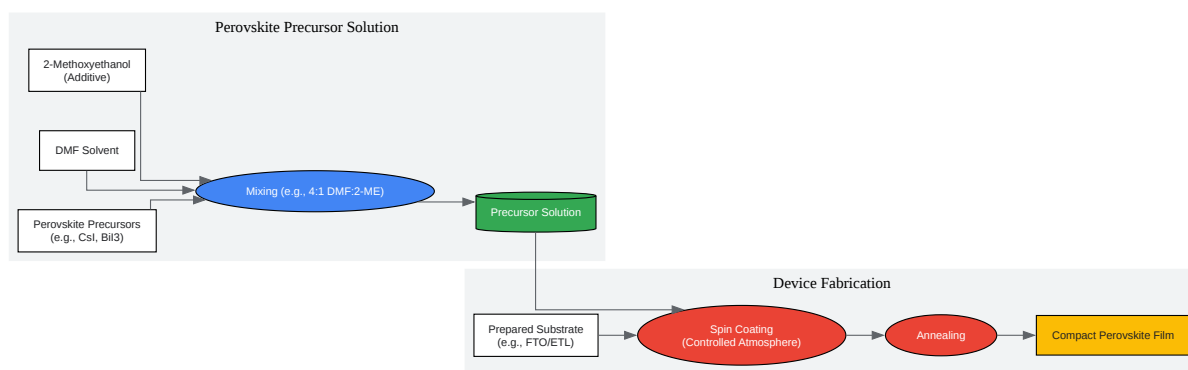 Perovskite Precursor Solution
2-Methoxyethanol
(Additive)
DMF Solvent
Perovskite Precursors
(e.g., CsI, BiI3)
Mixing (e.g., 4:1 DMF:2-ME)
Precursor Solution
Device Fabrication
Prepared Substrate
(e.g., FTO/ETL)
Spin Coating
(Controlled Atmosphere)
Annealing
Compact Perovskite Film